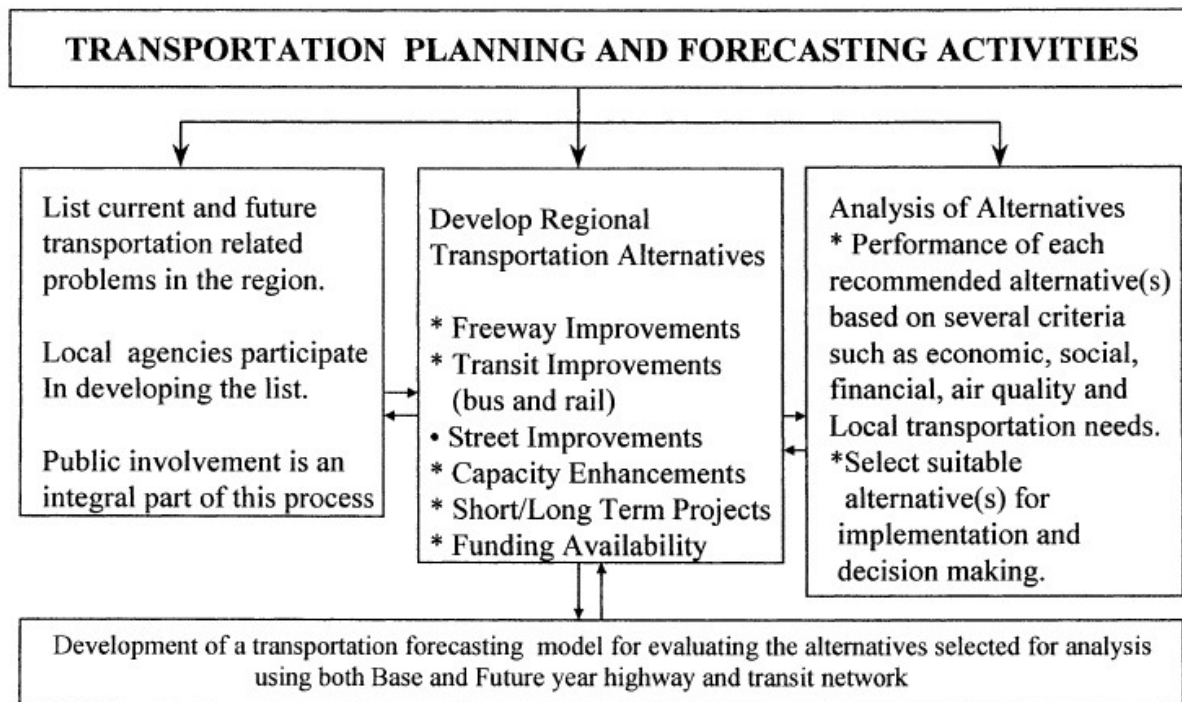 TRANSPORTATION PLANNING AND FORECASTING ACTIVITIES
List current and future
transportation related
problems in the region.
Local agencies participate
In developing the list.
Public involvement is an
integral part of this process
Develop Regional
Transportation Alternatives
* Freeway Improvements
* Transit Improvements
(bus and rail)
• Street Improvements
* Capacity Enhancements
* Short/Long Term Projects
* Funding Availability
Analysis of Alternatives
* Performance of each
recommended alternative(s)
based on several criteria
such as economic, social,
financial, air quality and
Local transportation needs.
*Select suitable
alternative(s) for
implementation and
decision making.
Development of a transportation forecasting model for evaluating the alternatives selected for analysis
using both Base and Future year highway and transit network